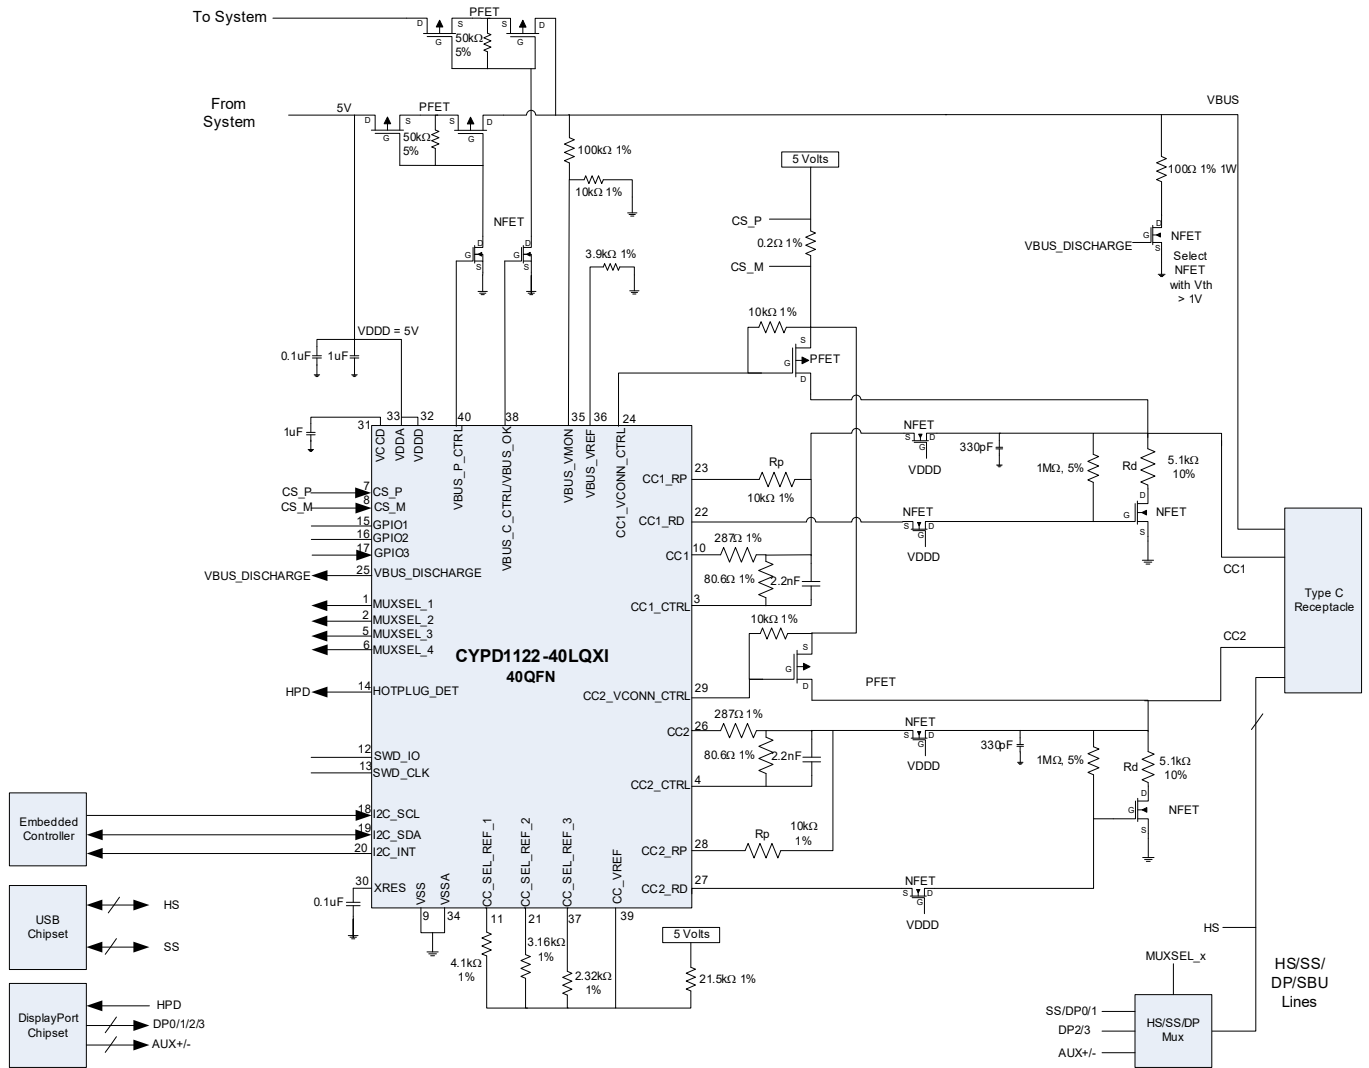 To System
PFET
D
S
S
D
G
G
50kΩ
5%
From
System
5V
PFET
D
S
S
D
G
G
50kΩ
5%
VBUS
100kΩ 1%
10kΩ 1%
5 Volts
100Ω 1% 1W
CS_P
0.2Ω 1%
CS_M
NFET
D
G
S
D
G
S
3.9kΩ 1%
VBUS_DISCHARGE
D
G
S
NFET
Select
NFET
with Vth
> 1V
10kΩ 1%
S
G
D
PFET
VDDD = 5V
0.1uF
1uF
1uF
31
33
32
40
38
35
36
24
VCCD
VDDA
VDDD
VBUS_P_CTRL
VBUS_C_CTRL/VBUS_OK
VBUS_VMON
VBUS_VREF
CC1_VCONN_CTRL
CS_P
7
CS_P
CS_M
8
CS_M
15
GPIO1
16
GPIO2
17
GPIO3
VBUS_DISCHARGE
25
VBUS_DISCHARGE
1
MUXSEL_1
2
MUXSEL_2
5
MUXSEL_3
6
MUXSEL_4
HPD
14
HOTPLUG_DET
12
SWD_IO
13
SWD_CLK
18
I2C_SCL
19
I2C_SDA
20
I2C_INT
30
XRES
0.1uF
CYPD1122-40LQXI
40QFN
CC1_RP
23
Rp
10kΩ 1%
CC1_RD
22
CC1
10
287Ω 1%
80.6Ω 1%
2.2nF
CC1_CTRL
3
NFET
S
D
G
VDDD
330pF
1MΩ, 5%
Rd
5.1kΩ
10%
D
G
S
NFET
NFET
S
D
G
VDDD
10kΩ 1%
S
G
D
PFET
CC2_VCONN_CTRL
29
CC2
26
287Ω 1%
80.6Ω 1%
2.2nF
CC2_CTRL
4
CC2_RP
28
Rp
10kΩ
1%
CC2_RD
27
NFET
S
D
G
VDDD
330pF
1MΩ, 5%
Rd
5.1kΩ
10%
D
G
S
NFET
NFET
S
D
G
VDDD
CC1
CC2
Type C
Receptacle
VSS
VSSA
CC_SEL_REF_1
CC_SEL_REF_2
CC_SEL_REF_3
CC_VREF
9
34
11
21
37
39
4.1kΩ
1%
3.16kΩ
1%
2.32kΩ
1%
5 Volts
21.5kΩ 1%
Embedded
Controller
USB
Chipset
HS
SS
DisplayPort
Chipset
HPD
DP0/1/2/3
AUX+/-
HS
MUXSEL_x
HS/SS/
DP/SBU
Lines
SS/DP0/1
DP2/3
AUX+/-
HS/SS/DP
Mux